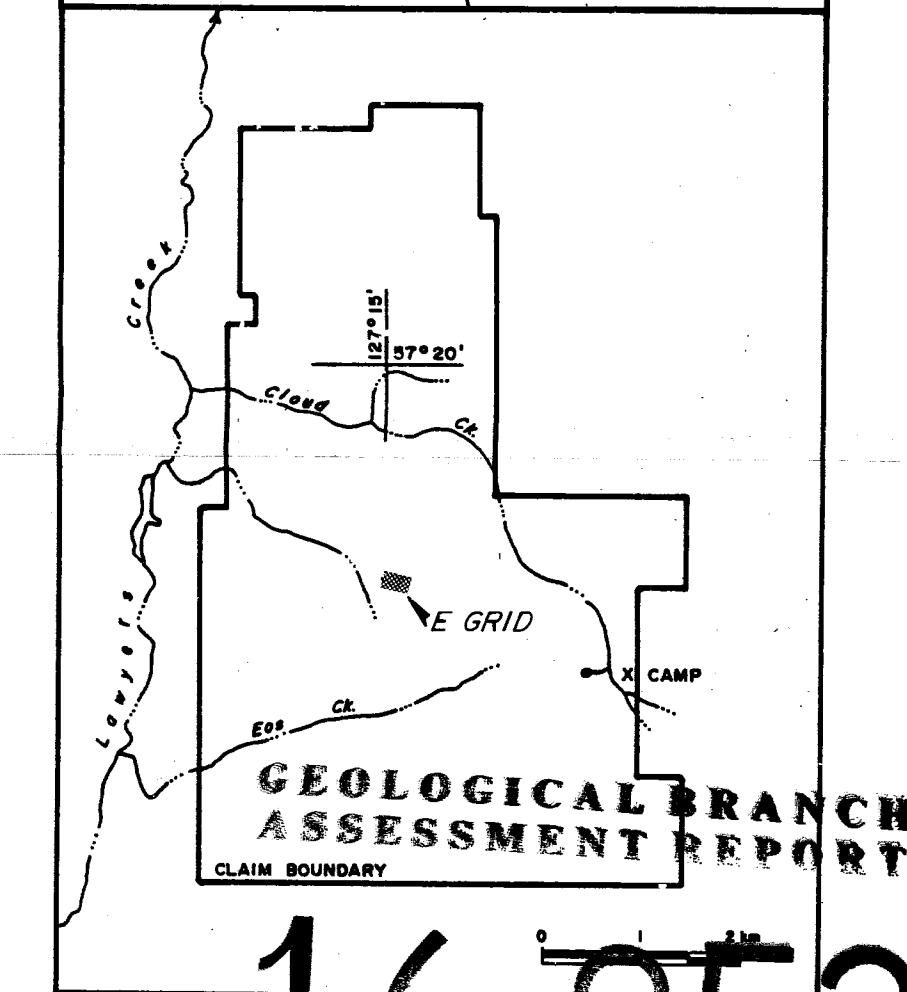 Creek
127° 15'
57° 20'
Cloud Ck.
E GRID
X CAMP
Lawyers
Eos Ck.
GEOLOGICAL BRANCH
ASSESSMENT REPORT
CLAIM BOUNDARY
0 1 2 km